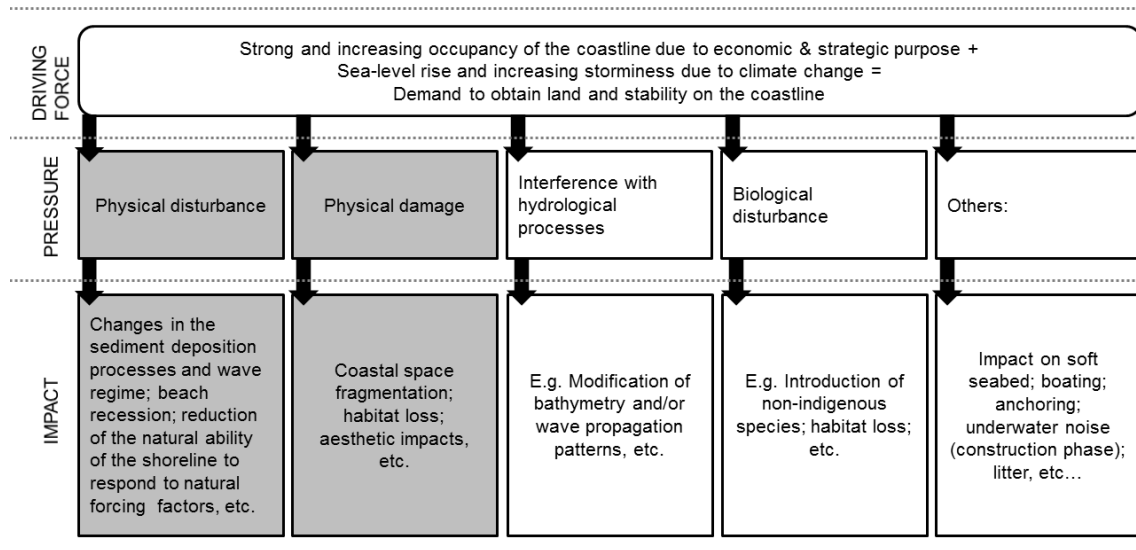 DRIVING
FORCE
Strong and increasing occupancy of the coastline due to economic & strategic purpose +
Sea-level rise and increasing storminess due to climate change =
Demand to obtain land and stability on the coastline
PRESSURE
Physical disturbance
Physical damage
Interference with
hydrological
processes
Biological
disturbance
Others:
IMPACT
Changes in the
sediment deposition
processes and wave
regime; beach
recession; reduction
of the natural ability
of the shoreline to
respond to natural
forcing factors, etc.
Coastal space
fragmentation;
habitat loss;
aesthetic impacts,
etc.
E.g. Modification of
bathymetry and/or
wave propagation
patterns, etc.
E.g. Introduction of
non-indigenous
species; habitat loss;
etc.
Impact on soft
seabed; boating;
anchoring;
underwater noise
(construction phase);
litter, etc…